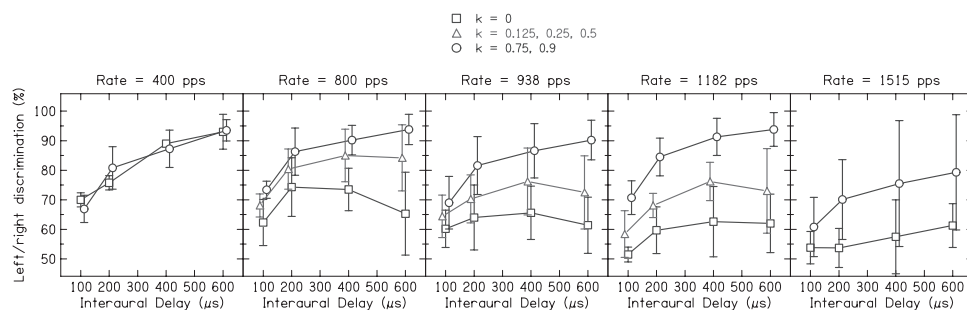 k = 0
k = 0.125, 0.25, 0.5
k = 0.75, 0.9
Rate = 400 pps
Rate = 800 pps
Rate = 938 pps
Rate = 1182 pps
Rate = 1515 pps
Left/right discrimination (%)
100
90
80
70
60
50
100 200 300 400 500 600
100 200 300 400 500 600
100 200 300 400 500 600
100 200 300 400 500 600
100 200 300 400 500 600
Interaural Delay (μs)
Interaural Delay (μs)
Interaural Delay (μs)
Interaural Delay (μs)
Interaural Delay (μs)